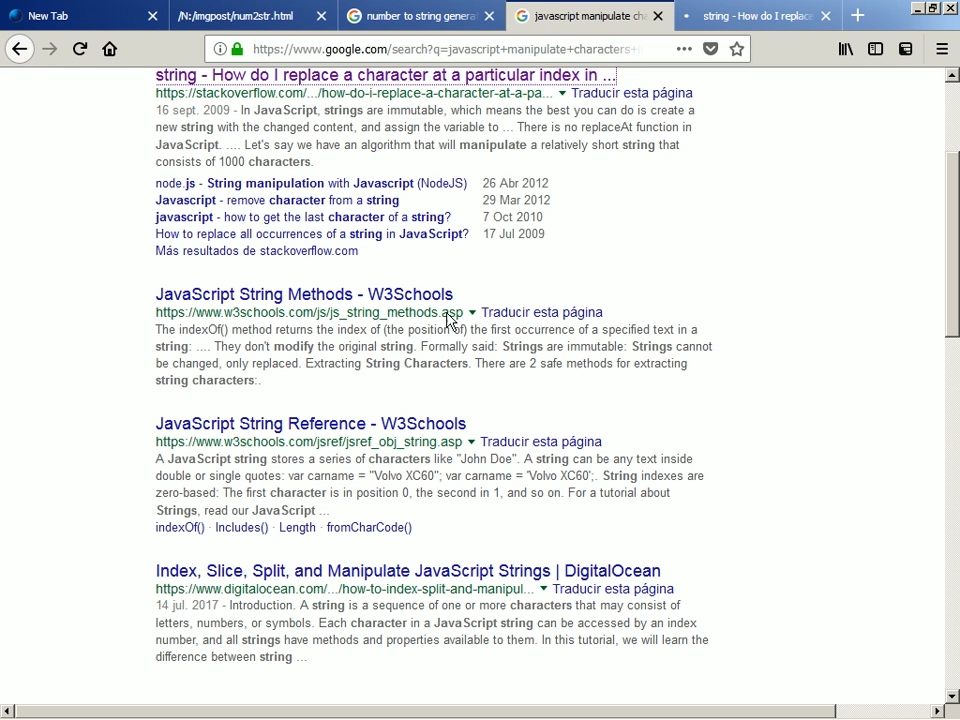 New Tab
/N:/imgpost/num2str.html
number to string genera
javascript manipulate cha
string - How do I replace
https://www.google.com/search?q=javascript+manipulate+characters+i
string - How do I replace a character at a particular index in ...
https://stackoverflow.com/.../how-do-i-replace-a-character-at-a-pa... Traducir esta página
16 sept. 2009 - In JavaScript, strings are immutable, which means the best you can do is create a
new string with the changed content, and assign the variable to ... There is no replaceAt function in
JavaScript. .... Let's say we have an algorithm that will manipulate a relatively short string that
consists of 1000 characters.
node.js - String manipulation with Javascript (NodeJS) 26 Abr 2012
Javascript - remove character from a string 29 Mar 2012
javascript - how to get the last character of a string? 7 Oct 2010
How to replace all occurrences of a string in JavaScript? 17 Jul 2009
Más resultados de stackoverflow.com
JavaScript String Methods - W3Schools
https://www.w3schools.com/js/js_string_methods.asp Traducir esta página
The indexOf() method returns the index of (the position of) the first occurrence of a specified text in a
string: .... They don't modify the original string. Formally said: Strings are immutable: Strings cannot
be changed, only replaced. Extracting String Characters. There are 2 safe methods for extracting
string characters:.
JavaScript String Reference - W3Schools
https://www.w3schools.com/jsref/jsref_obj_string.asp Traducir esta página
A JavaScript string stores a series of characters like "John Doe". A string can be any text inside
double or single quotes: var carname = "Volvo XC60"; var carname = 'Volvo XC60';. String indexes are
zero-based: The first character is in position 0, the second in 1, and so on. For a tutorial about
Strings, read our JavaScript ...
indexOf() · Includes() · Length · fromCharCode()
Index, Slice, Split, and Manipulate JavaScript Strings | DigitalOcean
https://www.digitalocean.com/.../how-to-index-split-and-manipul... Traducir esta página
14 jul. 2017 - Introduction. A string is a sequence of one or more characters that may consist of
letters, numbers, or symbols. Each character in a JavaScript string can be accessed by an index
number, and all strings have methods and properties available to them. In this tutorial, we will learn the
difference between string ...